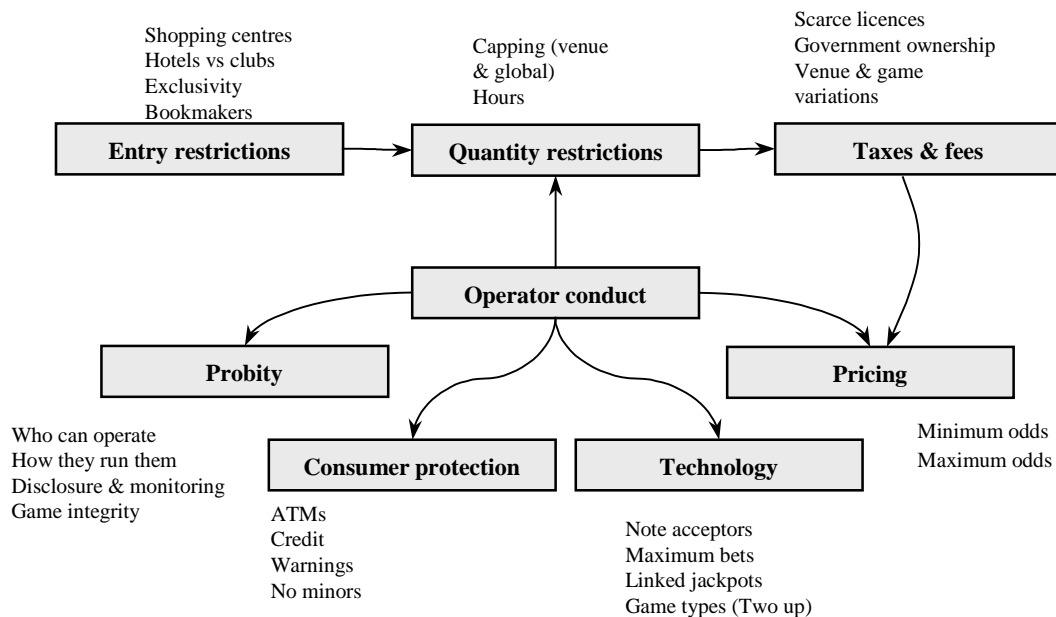 Shopping centres
Hotels vs clubs
Exclusivity
Bookmakers
Capping (venue
& global)
Hours
Scarce licences
Government ownership
Venue & game
variations
Entry restrictions
Quantity restrictions
Taxes & fees
Operator conduct
Probity
Pricing
Who can operate
How they run them
Disclosure & monitoring
Game integrity
Consumer protection
Technology
Minimum odds
Maximum odds
ATMs
Credit
Warnings
No minors
Note acceptors
Maximum bets
Linked jackpots
Game types (Two up)